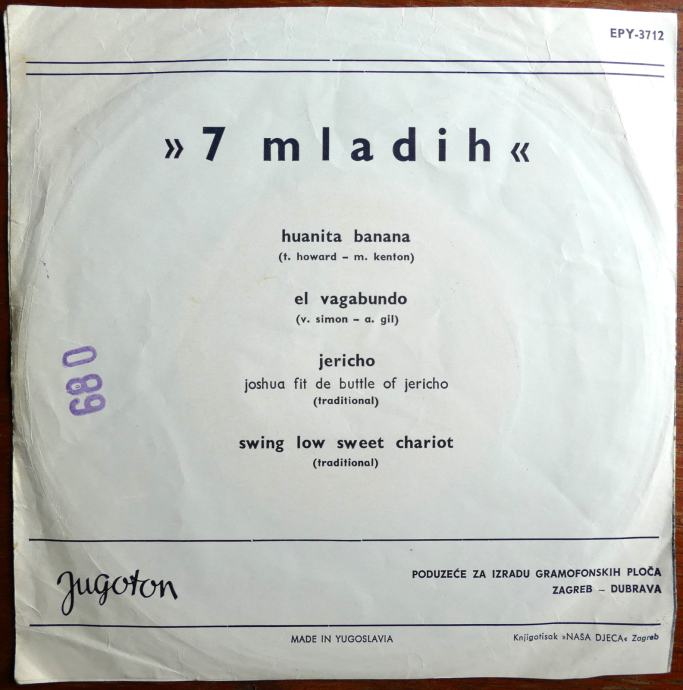 EPY-3712
»7 mladih«
huanita banana
(t. howard – m. kenton)
el vagabundo
(v. simon – a. gil)
jericho
joshua fit de buttle of jericho
(traditional)
swing low sweet chariot
(traditional)
680
Jugoton
PODUZEĆE ZA IZRADU GRAMOFONSKIH PLOČA
ZAGREB – DUBRAVA
MADE IN YUGOSLAVIA
Knjigotisak »NAŠA DJECA« Zagreb